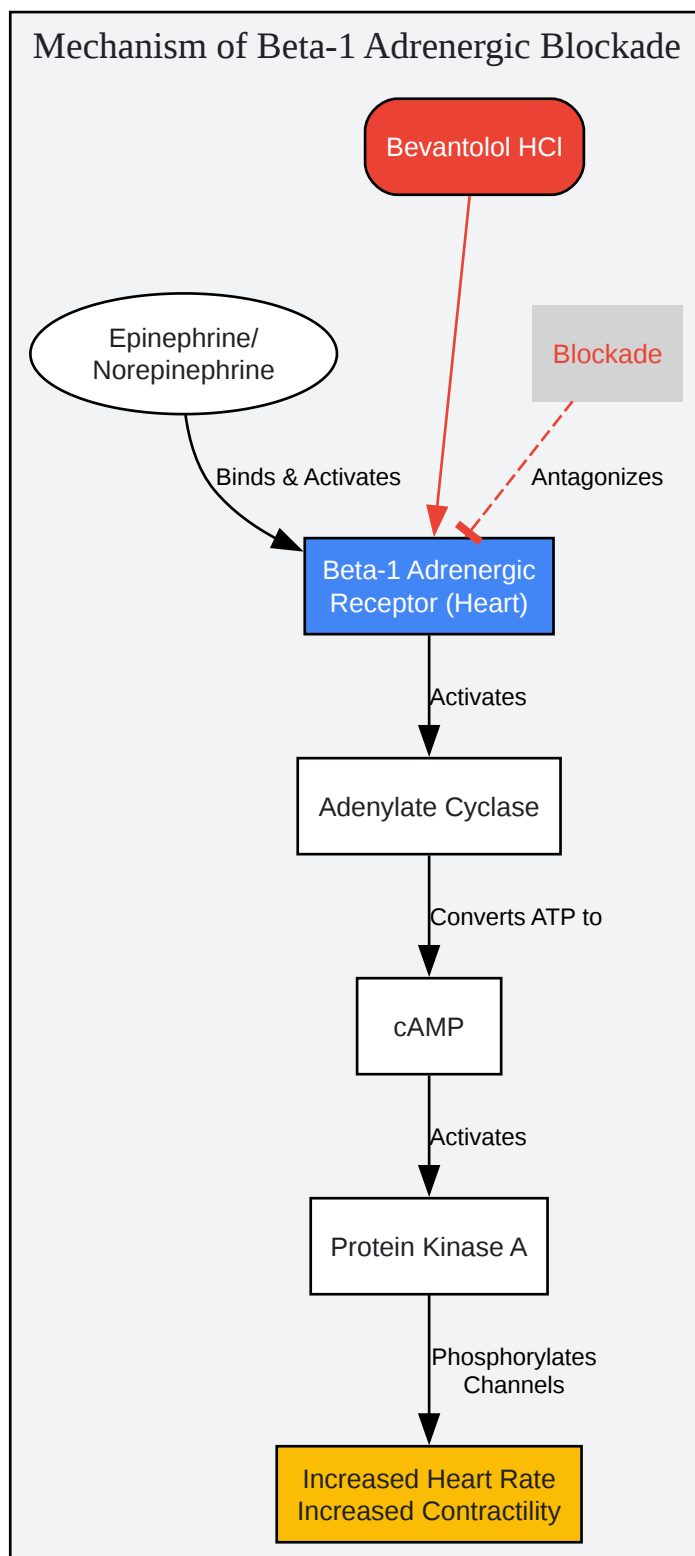 Mechanism of Beta-1 Adrenergic Blockade
Bevantolol HCl
Epinephrine/
Norepinephrine
Blockade
Binds & Activates
Antagonizes
Beta-1 Adrenergic
Receptor (Heart)
Activates
Adenylate Cyclase
Converts ATP to
cAMP
Activates
Protein Kinase A
Phosphorylates
Channels
Increased Heart Rate
Increased Contractility